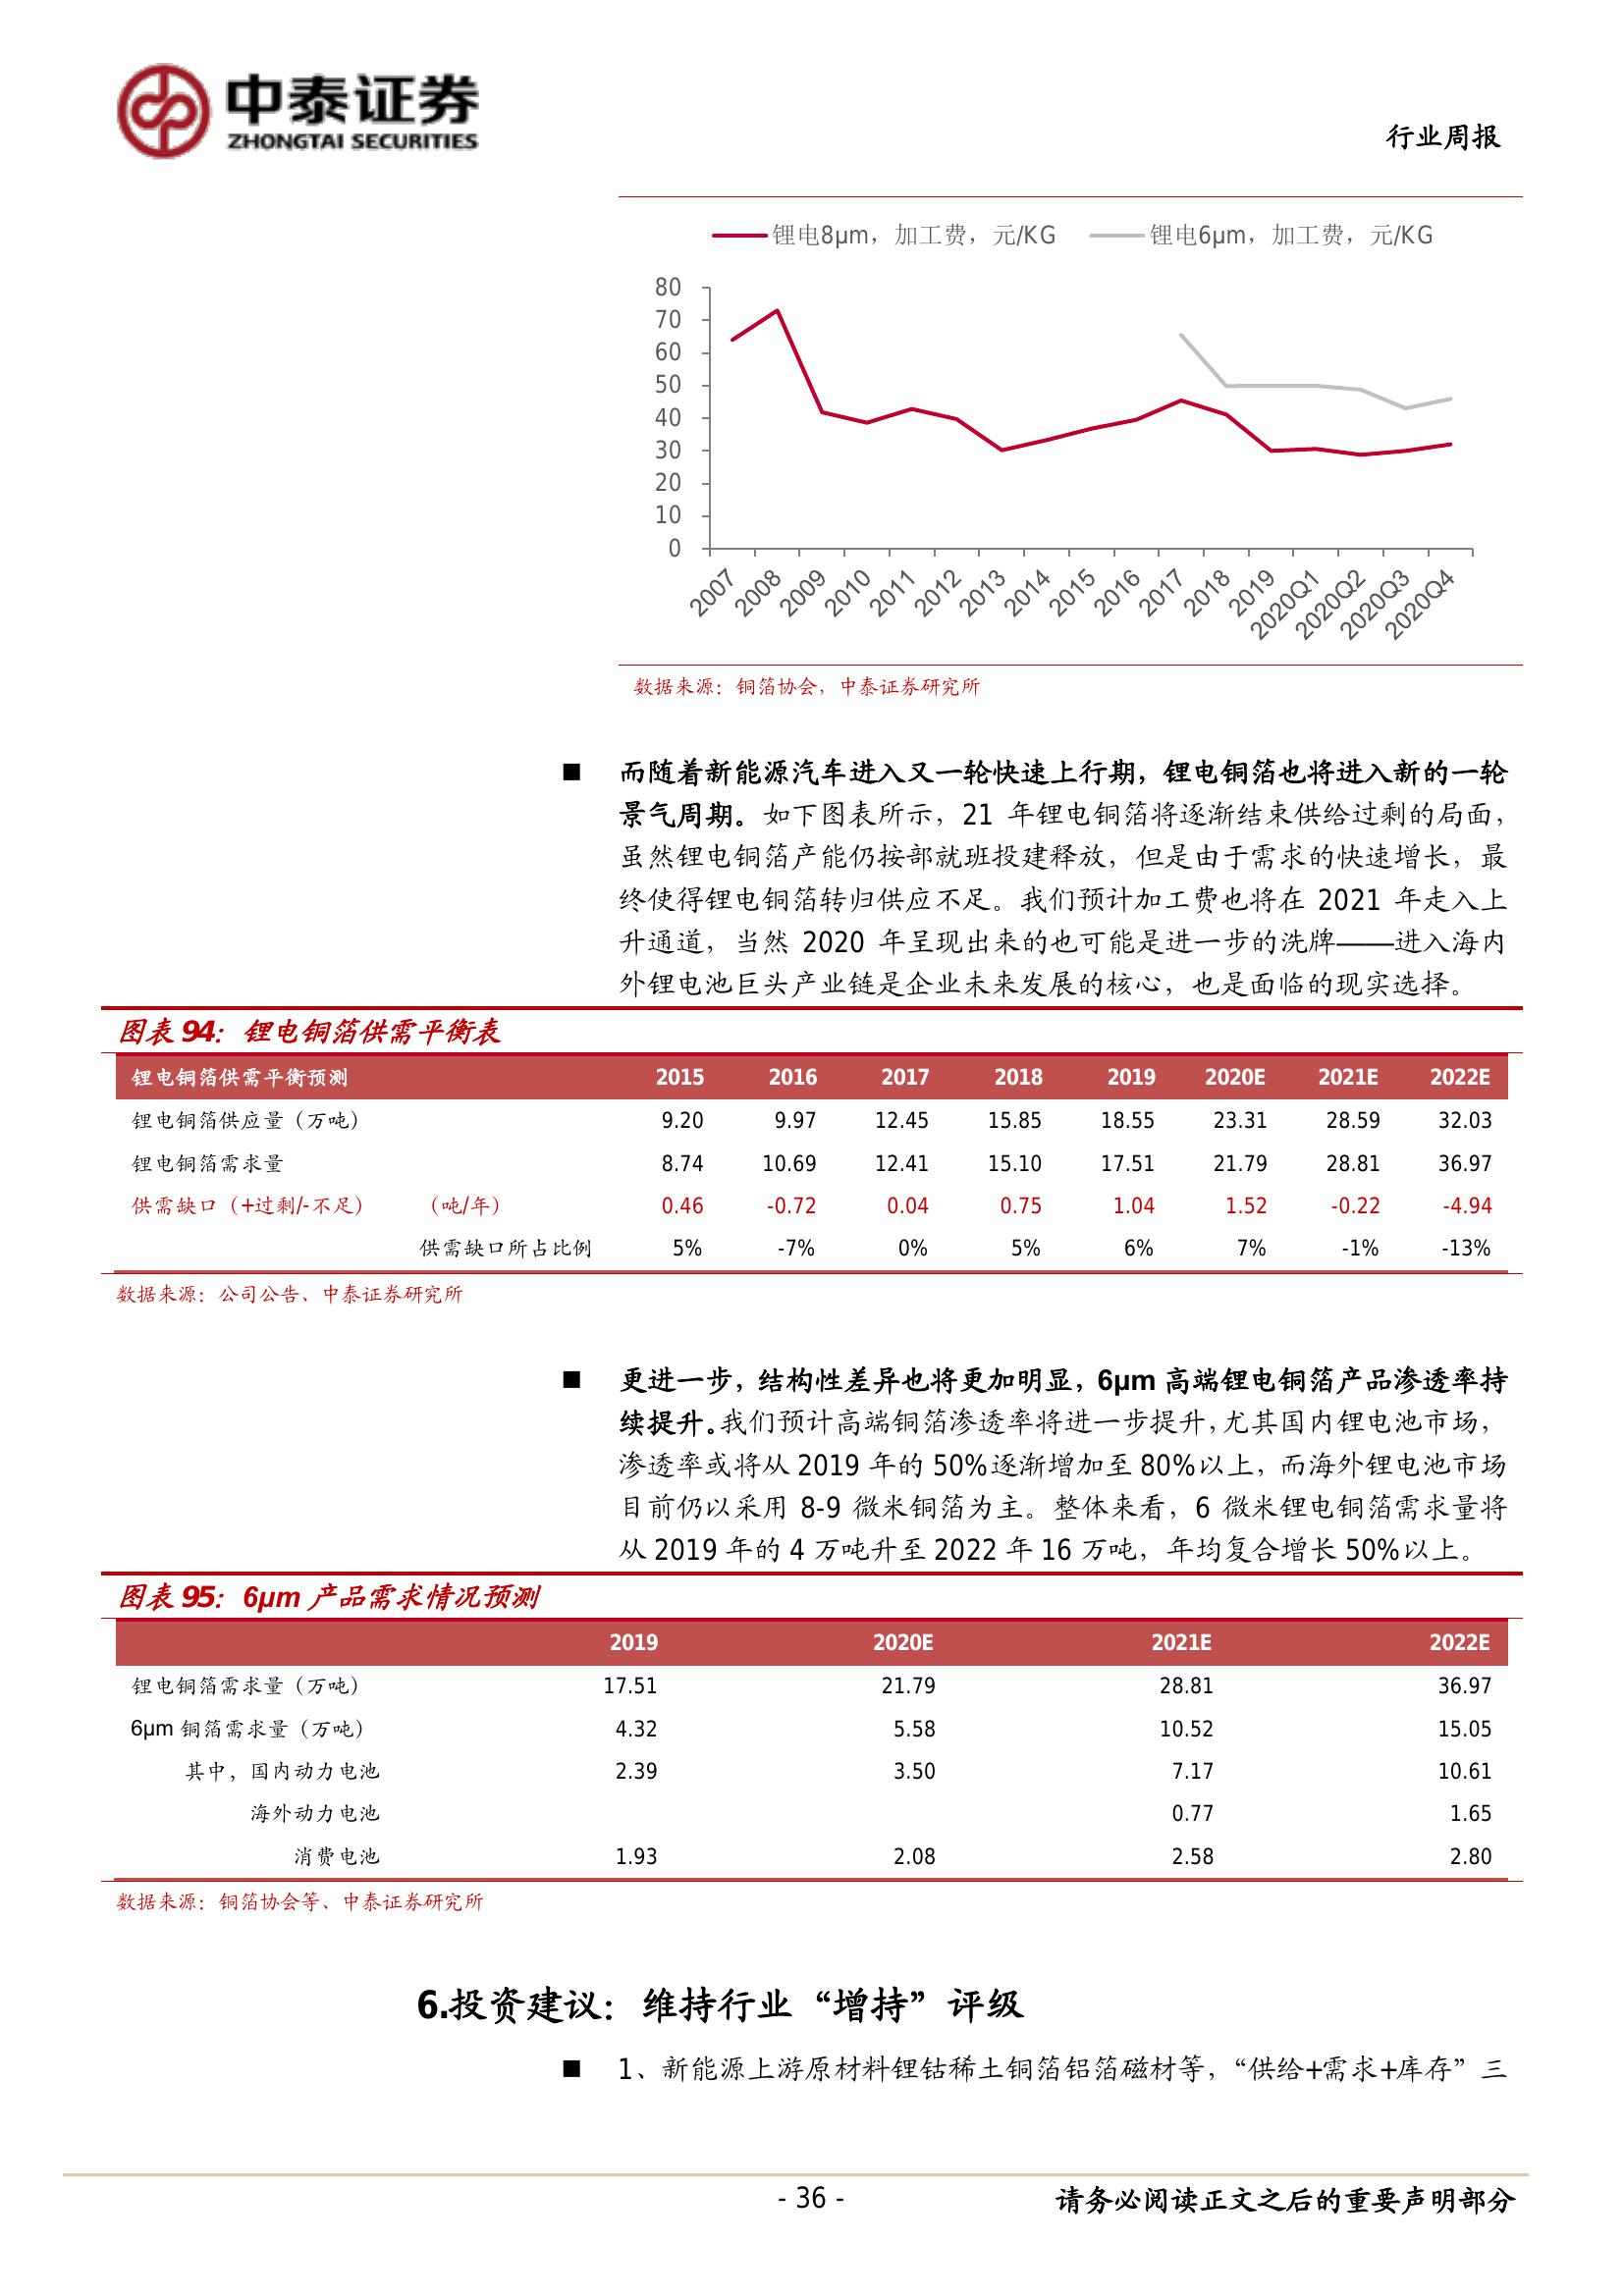 中泰证券
ZHONGTAI SECURITIES
行业周报
锂电8μm，加工费，元/KG 锂电6μm，加工费，元/KG
80
70
60
50
40
30
20
10
0
2007 2008 2009 2010 2011 2012 2013 2014 2015 2016 2017 2018 2019 2020Q1 2020Q2 2020Q3 2020Q4
数据来源：铜箔协会，中泰证券研究所
■ 而随着新能源汽车进入又一轮快速上行期，锂电铜箔也将进入新的一轮
景气周期。如下图表所示，21 年锂电铜箔将逐渐结束供给过剩的局面，
虽然锂电铜箔产能仍按部就班投建释放，但是由于需求的快速增长，最
终使得锂电铜箔转归供应不足。我们预计加工费也将在 2021 年走入上
升通道，当然 2020 年呈现出来的也可能是进一步的洗牌——进入海内
外锂电池巨头产业链是企业未来发展的核心，也是面临的现实选择。
图表 94：锂电铜箔供需平衡表
锂电铜箔供需平衡预测 2015 2016 2017 2018 2019 2020E 2021E 2022E
锂电铜箔供应量（万吨） 9.20 9.97 12.45 15.85 18.55 23.31 28.59 32.03
锂电铜箔需求量 8.74 10.69 12.41 15.10 17.51 21.79 28.81 36.97
供需缺口（+过剩/-不足） （吨/年） 0.46 -0.72 0.04 0.75 1.04 1.52 -0.22 -4.94
供需缺口所占比例 5% -7% 0% 5% 6% 7% -1% -13%
数据来源：公司公告、中泰证券研究所
■ 更进一步，结构性差异也将更加明显，6μm 高端锂电铜箔产品渗透率持
续提升。我们预计高端铜箔渗透率将进一步提升，尤其国内锂电池市场，
渗透率或将从 2019 年的 50%逐渐增加至 80%以上，而海外锂电池市场
目前仍以采用 8-9 微米铜箔为主。整体来看，6 微米锂电铜箔需求量将
从 2019 年的 4 万吨升至 2022 年 16 万吨，年均复合增长 50%以上。
图表 95：6μm 产品需求情况预测
2019 2020E 2021E 2022E
锂电铜箔需求量（万吨） 17.51 21.79 28.81 36.97
6μm 铜箔需求量（万吨） 4.32 5.58 10.52 15.05
其中，国内动力电池 2.39 3.50 7.17 10.61
海外动力电池 0.77 1.65
消费电池 1.93 2.08 2.58 2.80
数据来源：铜箔协会等、中泰证券研究所
6.投资建议：维持行业“增持”评级
■ 1、新能源上游原材料锂钴稀土铜箔铝箔磁材等，“供给+需求+库存”三
- 36 - 请务必阅读正文之后的重要声明部分